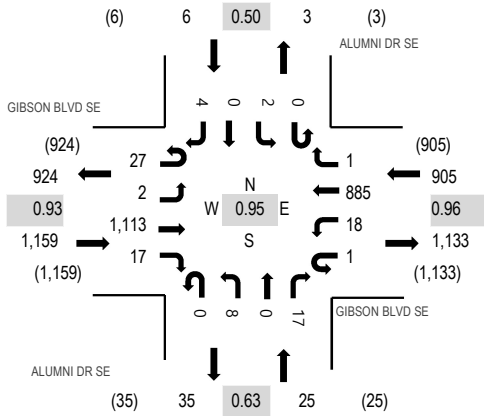 (6) 6 0.50 3 (3)
ALUMNI DR SE
4 0 2 0
GIBSON BLVD SE
(924) 27 1 (905)
924 905
2 N 885
0.93 W 0.95 E 0.96
1,113 18
1,159 S 1,133
17 1
(1,159) (1,133)
0 8 0 17
GIBSON BLVD SE
ALUMNI DR SE
(35) 35 0.63 25 (25)